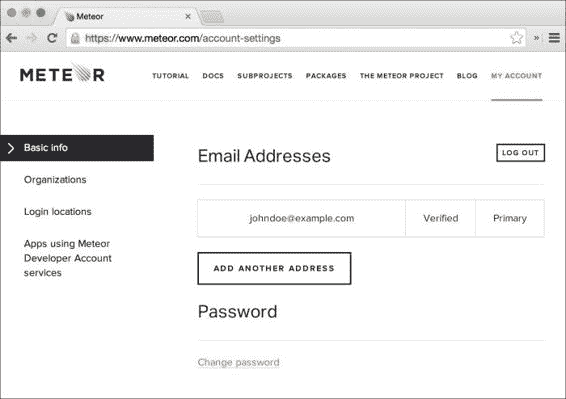 Meteor
https://www.meteor.com/account-settings
METEOR
TUTORIAL DOCS SUBPROJECTS PACKAGES THE METEOR PROJECT BLOG MY ACCOUNT
Basic info
Email Addresses
LOG OUT
Organizations
Login locations
johndoe@example.com Verified Primary
Apps using Meteor
Developer Account
services
ADD ANOTHER ADDRESS
Password
Change password